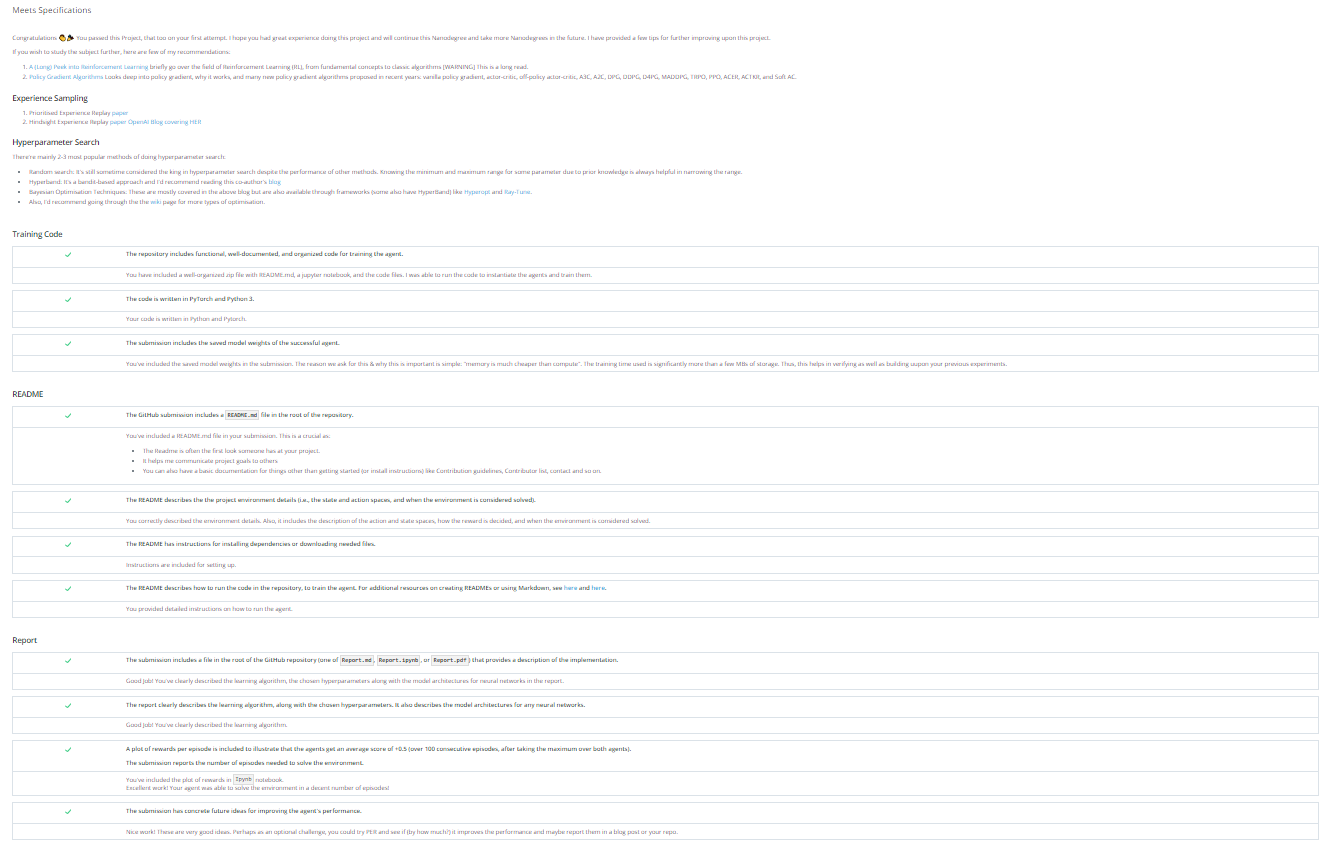 Meets Specifications
Congratulations 👨‍🎓🎓 You passed this Project, that too on your first attempt. I hope you had great experience doing this project and will continue this Nanodegree and take more Nanodegrees in the future. I have provided a few tips for further improving upon this project.
If you wish to study the subject further, here are few of my recommendations:
1. A (Long) Peek into Reinforcement Learning briefly go over the field of Reinforcement Learning (RL), from fundamental concepts to classic algorithms [WARNING] This is a long read.
2. Policy Gradient Algorithms Looks deep into policy gradient, why it works, and many new policy gradient algorithms proposed in recent years: vanilla policy gradient, actor-critic, off-policy actor-critic, A3C, A2C, DPG, DDPG, D4PG, MADDPG, TRPO, PPO, ACER, ACTKR, and Soft AC.
Experience Sampling
1. Prioritised Experience Replay paper
2. Hindsight Experience Replay paper OpenAI Blog covering HER
Hyperparameter Search
There're mainly 2-3 most popular methods of doing hyperparameter search:
• Random search: It's still sometime considered the king in hyperparameter search despite the performance of other methods. Knowing the minimum and maximum range for some parameter due to prior knowledge is always helpful in narrowing the range.
• Hyperband: It's a bandit-based approach and I'd recommend reading this co-author's blog
• Bayesian Optimisation Techniques: These are mostly covered in the above blog but are also available through frameworks (some also have HyperBand) like Hyperopt and Ray-Tune.
• Also, I'd recommend going through the the wiki page for more types of optimisation.
Training Code
✓ The repository includes functional, well-documented, and organized code for training the agent.
You have included a well-organized zip file with README.md, a jupyter notebook, and the code files. I was able to run the code to instantiate the agents and train them.
✓ The code is written in PyTorch and Python 3.
Your code is written in Python and Pytorch.
✓ The submission includes the saved model weights of the successful agent.
You've included the saved model weights in the submission. The reason we ask for this & why this is important is simple: "memory is much cheaper than compute". The training time used is significantly more than a few MBs of storage. Thus, this helps in verifying as well as building uopon your previous experiments.
README
✓ The GitHub submission includes a README.md file in the root of the repository.
You've included a README.md file in your submission. This is a crucial as:
• The Readme is often the first look someone has at your project.
• It helps me communicate project goals to others
• You can also have a basic documentation for things other than getting started (or install instructions) like Contribution guidelines, Contributor list, contact and so on.
✓ The README describes the the project environment details (i.e., the state and action spaces, and when the environment is considered solved).
You correctly described the environment details. Also, it includes the description of the action and state spaces, how the reward is decided, and when the environment is considered solved.
✓ The README has instructions for installing dependencies or downloading needed files.
Instructions are included for setting up.
✓ The README describes how to run the code in the repository, to train the agent. For additional resources on creating READMEs or using Markdown, see here and here.
You provided detailed instructions on how to run the agent.
Report
✓ The submission includes a file in the root of the GitHub repository (one of Report.md, Report.ipynb, or Report.pdf) that provides a description of the implementation.
Good Job! You've clearly described the learning algorithm, the chosen hyperparameters along with the model architectures for neural networks in the report.
✓ The report clearly describes the learning algorithm, along with the chosen hyperparameters. It also describes the model architectures for any neural networks.
Good Job! You've clearly described the learning algorithm.
✓ A plot of rewards per episode is included to illustrate that the agents get an average score of +0.5 (over 100 consecutive episodes, after taking the maximum over both agents).
The submission reports the number of episodes needed to solve the environment.
You've included the plot of rewards in Ipynb notebook.
Excellent work! Your agent was able to solve the environment in a decent number of episodes!
✓ The submission has concrete future ideas for improving the agent's performance.
Nice work! These are very good ideas. Perhaps as an optional challenge, you could try PER and see if (by how much?) it improves the performance and maybe report them in a blog post or your repo.